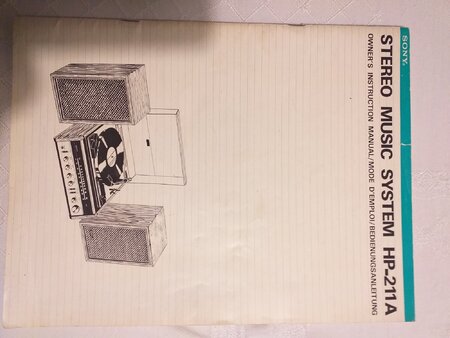 SONY®
STEREO MUSIC SYSTEM HP-211A
OWNER'S INSTRUCTION MANUAL/MODE D'EMPLOI/BEDIENUNGSANLEITUNG